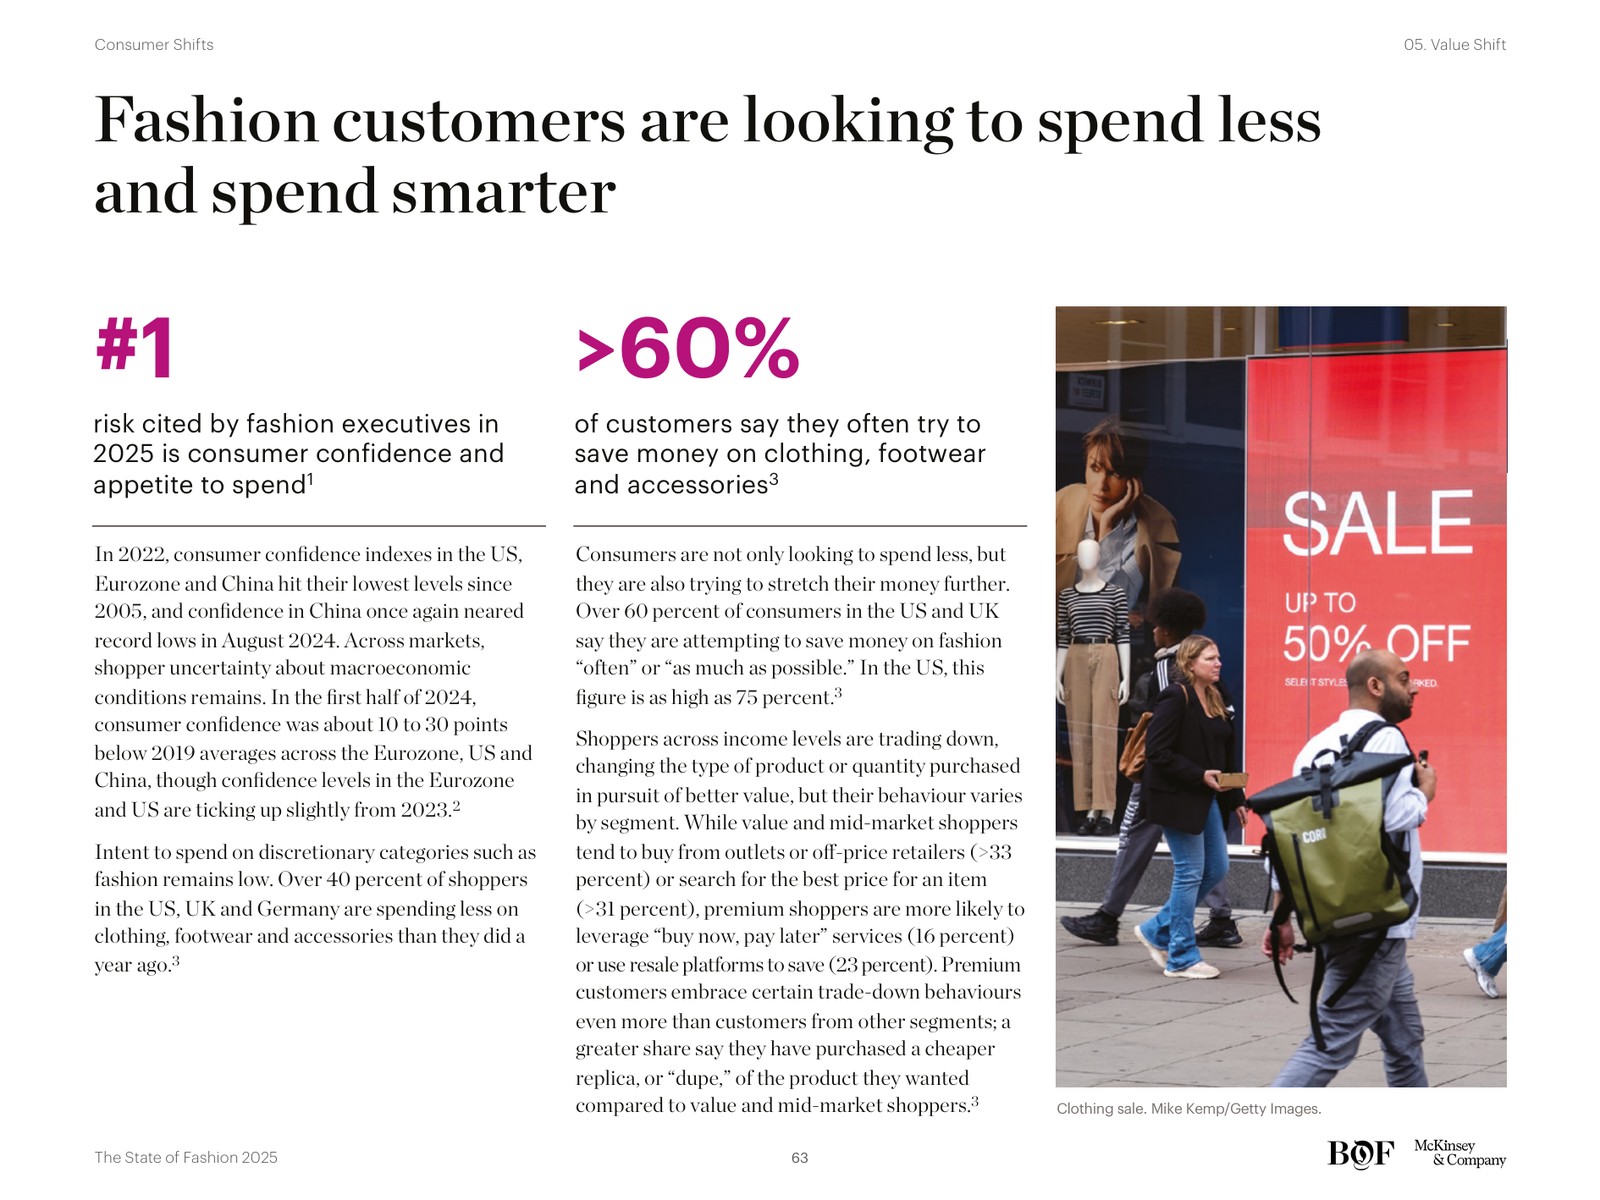 Consumer Shifts
05. Value Shift
Fashion customers are looking to spend less
and spend smarter
#1
risk cited by fashion executives in
2025 is consumer confidence and
appetite to spend1
In 2022, consumer confidence indexes in the US,
Eurozone and China hit their lowest levels since
2005, and confidence in China once again neared
record lows in August 2024. Across markets,
shopper uncertainty about macroeconomic
conditions remains. In the first half of 2024,
consumer confidence was about 10 to 30 points
below 2019 averages across the Eurozone, US and
China, though confidence levels in the Eurozone
and US are ticking up slightly from 2023.2
Intent to spend on discretionary categories such as
fashion remains low. Over 40 percent of shoppers
in the US, UK and Germany are spending less on
clothing, footwear and accessories than they did a
year ago.3
>60%
of customers say they often try to
save money on clothing, footwear
and accessories3
Consumers are not only looking to spend less, but
they are also trying to stretch their money further.
Over 60 percent of consumers in the US and UK
say they are attempting to save money on fashion
“often” or “as much as possible.” In the US, this
figure is as high as 75 percent.3
Shoppers across income levels are trading down,
changing the type of product or quantity purchased
in pursuit of better value, but their behaviour varies
by segment. While value and mid-market shoppers
tend to buy from outlets or off-price retailers (>33
percent) or search for the best price for an item
(>31 percent), premium shoppers are more likely to
leverage “buy now, pay later” services (16 percent)
or use resale platforms to save (23 percent). Premium
customers embrace certain trade-down behaviours
even more than customers from other segments; a
greater share say they have purchased a cheaper
replica, or “dupe,” of the product they wanted
compared to value and mid-market shoppers.3
SALE
UP TO
50% OFF
SELECT STYLES
Clothing sale. Mike Kemp/Getty Images.
The State of Fashion 2025
63
BOF
McKinsey
& Company